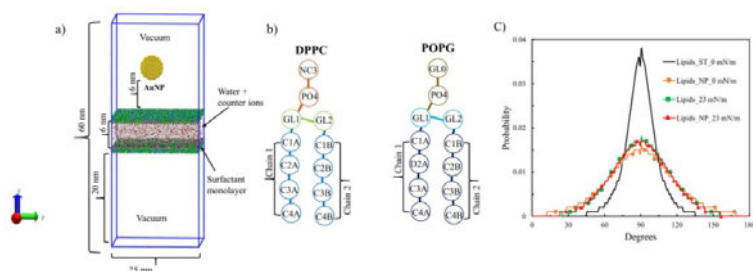 a)
Vacuum
AuNP
6 nm
Water +
counter ions
60 nm
6 nm
Surfactant
monolayer
20 nm
Vacuum
25 nm
b)
DPPC
NC3
PO4
GL1
GL2
C1A
C1B
C2A
C2B
C3A
C3B
C4A
C4B
Chain 1
Chain 2
POPG
GL0
PO4
GL1
GL2
C1A
C1B
D2A
C2B
C3A
C3B
C4A
C4B
Chain 1
Chain 2
C)
Probability
0.04
0.03
0.02
0.01
0
0
30
60
90
120
150
180
Degrees
Lipids_ST_0 mN/m
Lipids_NP_0 mN/m
Lipids_23 mN/m
Lipids_NP_23 mN/m